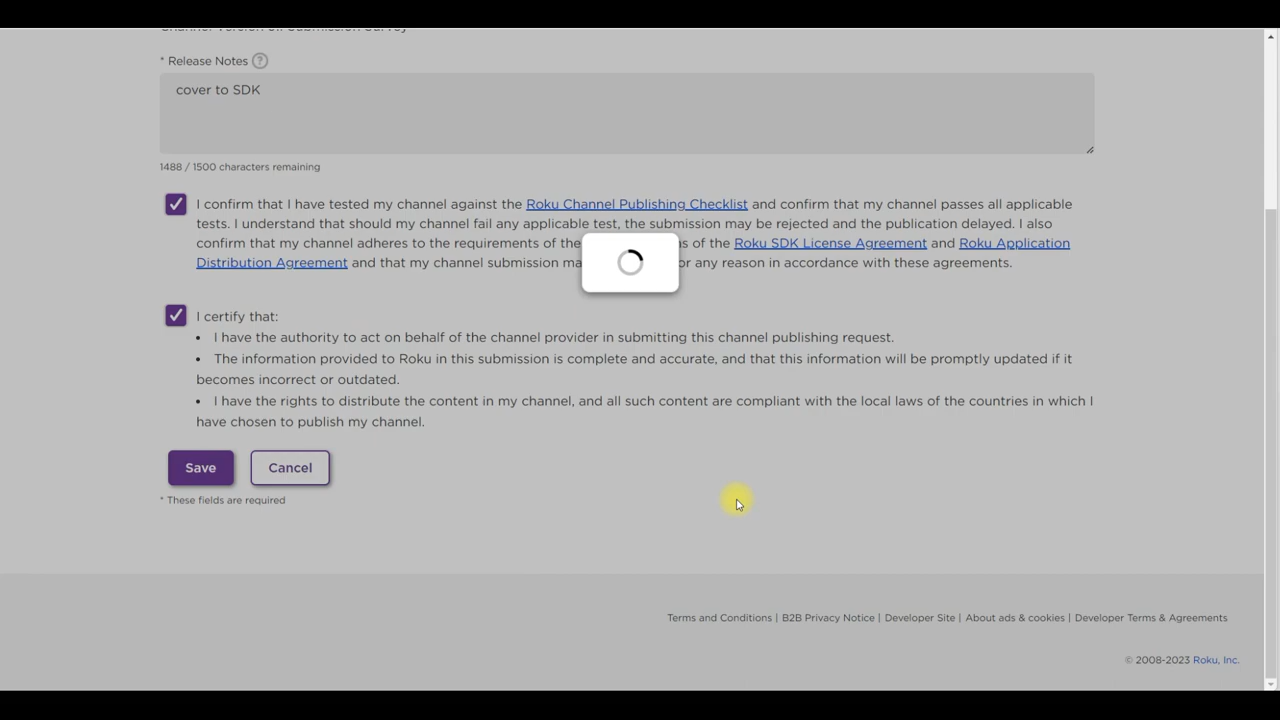 * Release Notes ?
cover to SDK
1488 / 1500 characters remaining
I confirm that I have tested my channel against the Roku Channel Publishing Checklist and confirm that my channel passes all applicable
tests. I understand that should my channel fail any applicable test, the submission may be rejected and the publication delayed. I also
confirm that my channel adheres to the requirements of the of the Roku SDK License Agreement and Roku Application
Distribution Agreement and that my channel submission or any reason in accordance with these agreements.
I certify that:
• I have the authority to act on behalf of the channel provider in submitting this channel publishing request.
• The information provided to Roku in this submission is complete and accurate, and that this information will be promptly updated if it
becomes incorrect or outdated.
• I have the rights to distribute the content in my channel, and all such content are compliant with the local laws of the countries in which I
have chosen to publish my channel.
Save Cancel
* These fields are required
Terms and Conditions | B2B Privacy Notice | Developer Site | About ads & cookies | Developer Terms & Agreements
© 2008-2023 Roku, Inc.